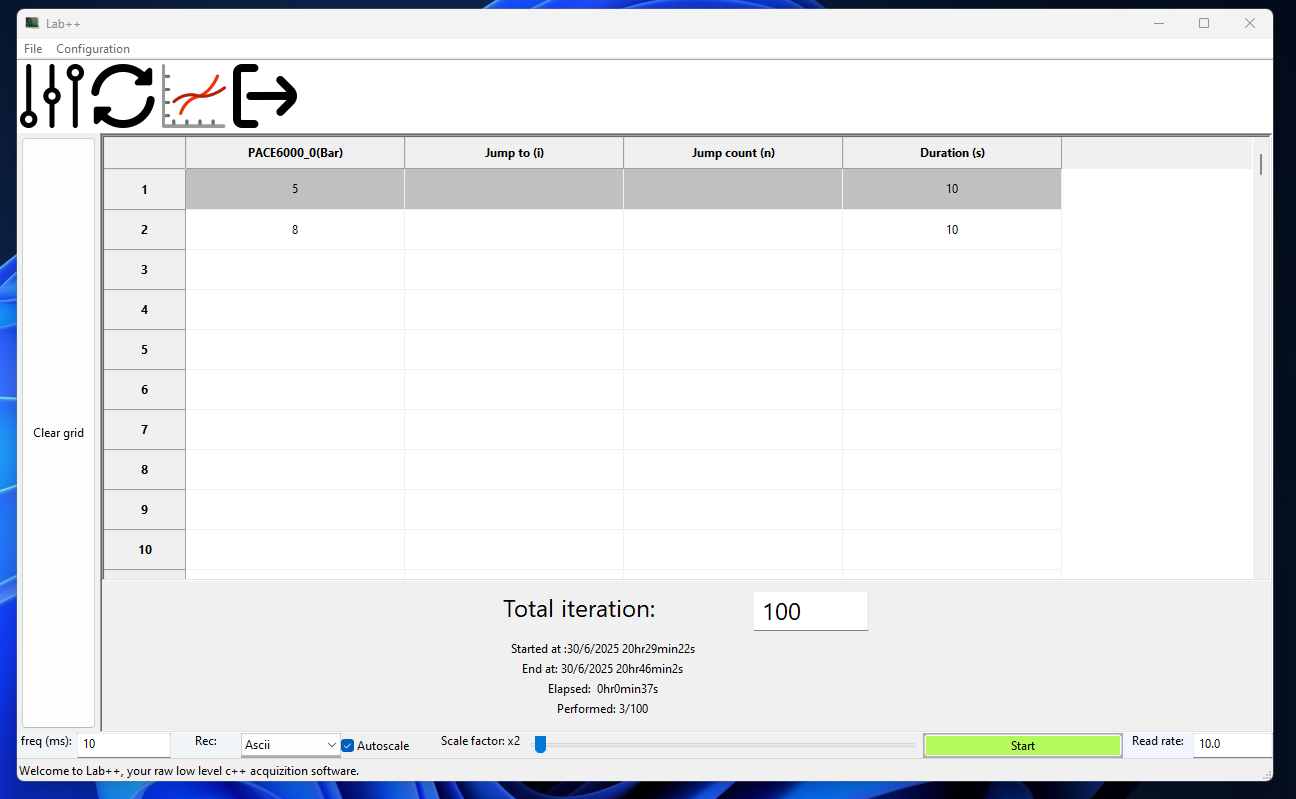 Lab++
File Configuration
PACE6000_0(Bar) Jump to (i) Jump count (n) Duration (s)
1 5 10
2 8 10
3
4
5
6
7
8
9
10
Clear grid
Total iteration: 100
Started at :30/6/2025 20hr29min22s
End at: 30/6/2025 20hr46min2s
Elapsed: 0hr0min37s
Performed: 3/100
freq (ms): 10 Rec: Ascii Autoscale Scale factor: x2 Start Read rate: 10.0
Welcome to Lab++, your raw low level c++ acquizition software.